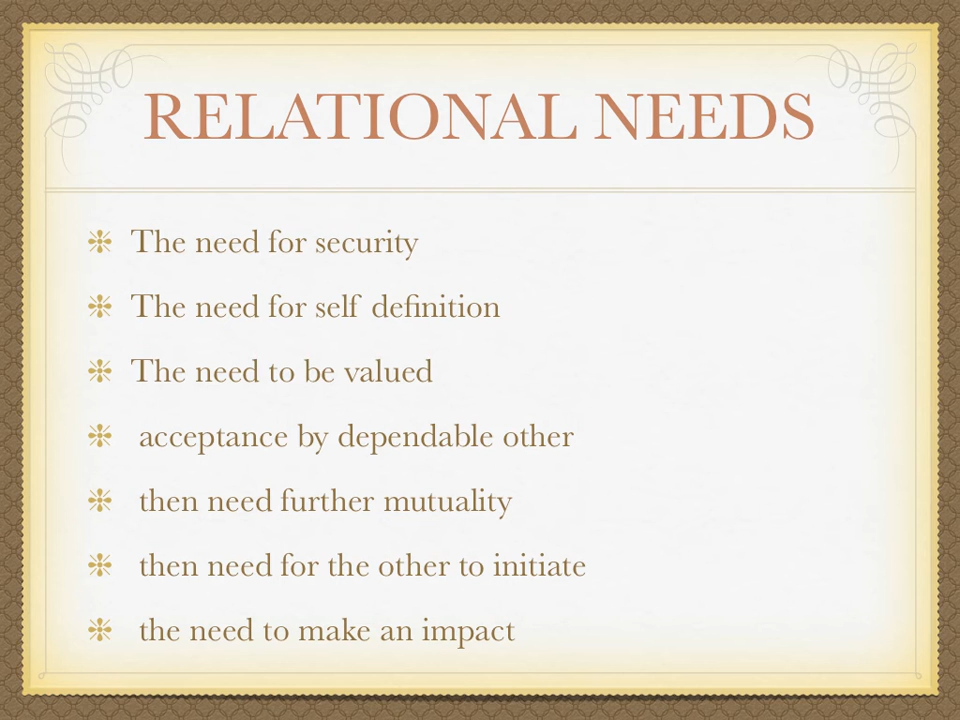 RELATIONAL NEEDS
The need for security
The need for self definition
The need to be valued
acceptance by dependable other
then need further mutuality
then need for the other to initiate
the need to make an impact